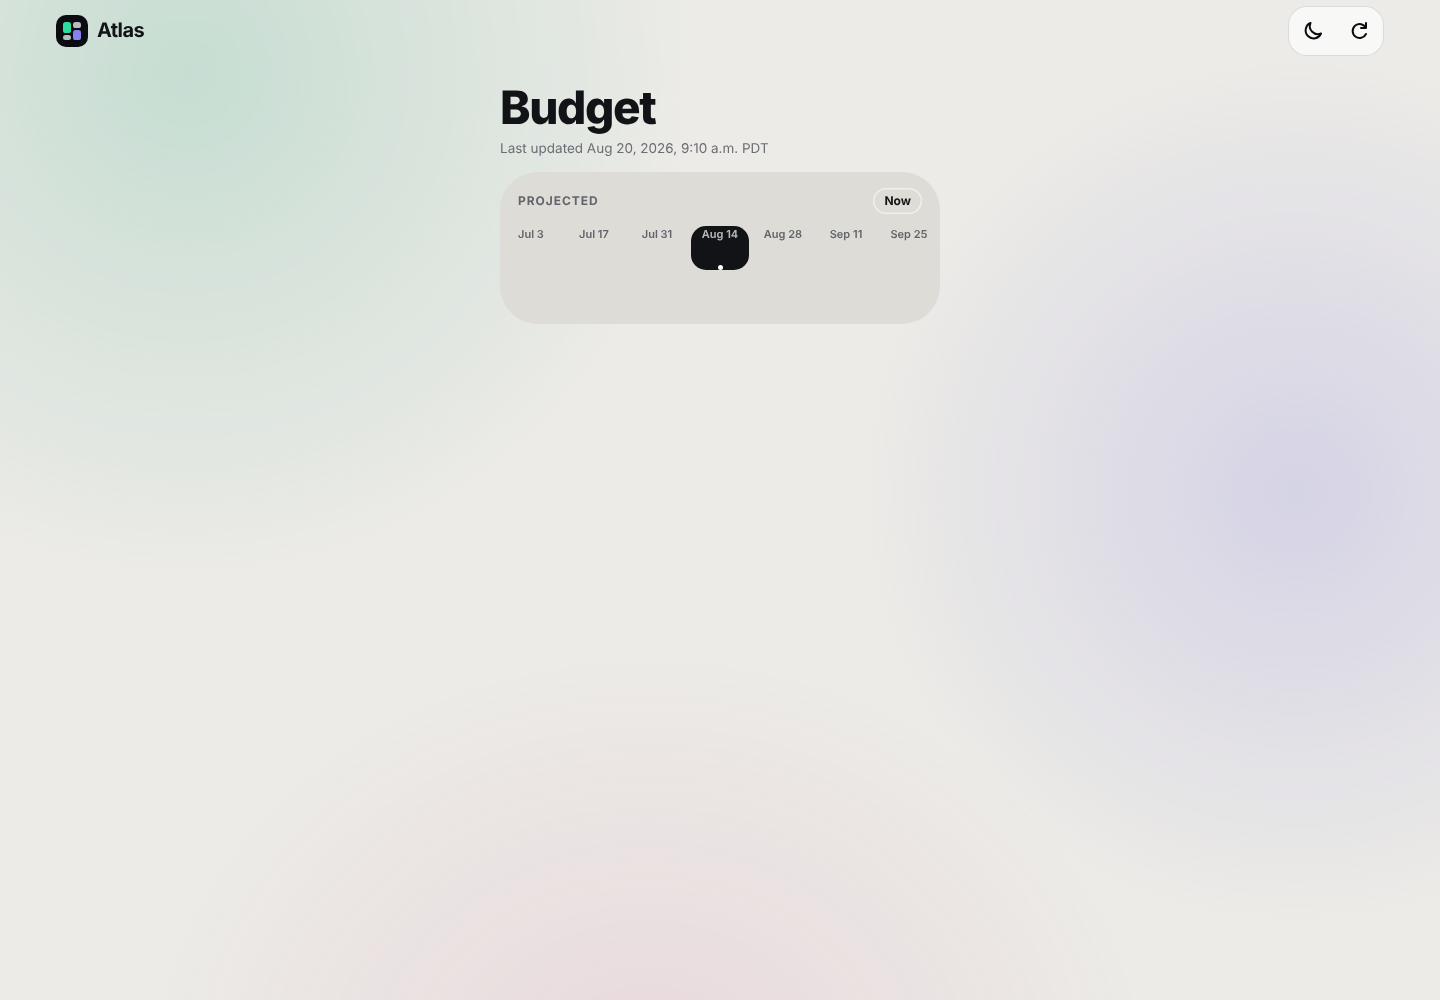 Atlas
Budget
Last updated Aug 20, 2026, 9:10 a.m. PDT
PROJECTED
Now
Jul 3
Jul 17
Jul 31
Aug 14
Aug 28
Sep 11
Sep 25